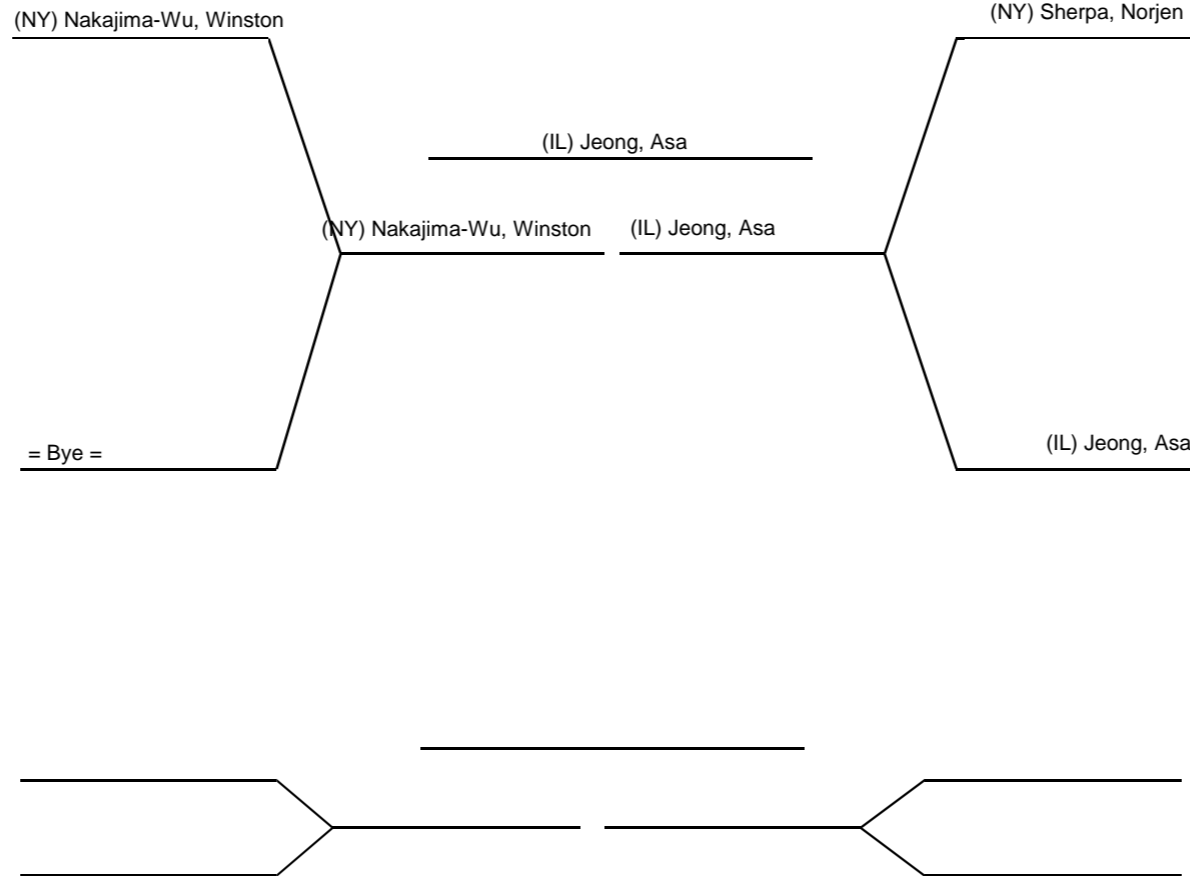 (NY) Nakajima-Wu, Winston
(NY) Sherpa, Norjen
(IL) Jeong, Asa
(NY) Nakajima-Wu, Winston
(IL) Jeong, Asa
= Bye =
(IL) Jeong, Asa